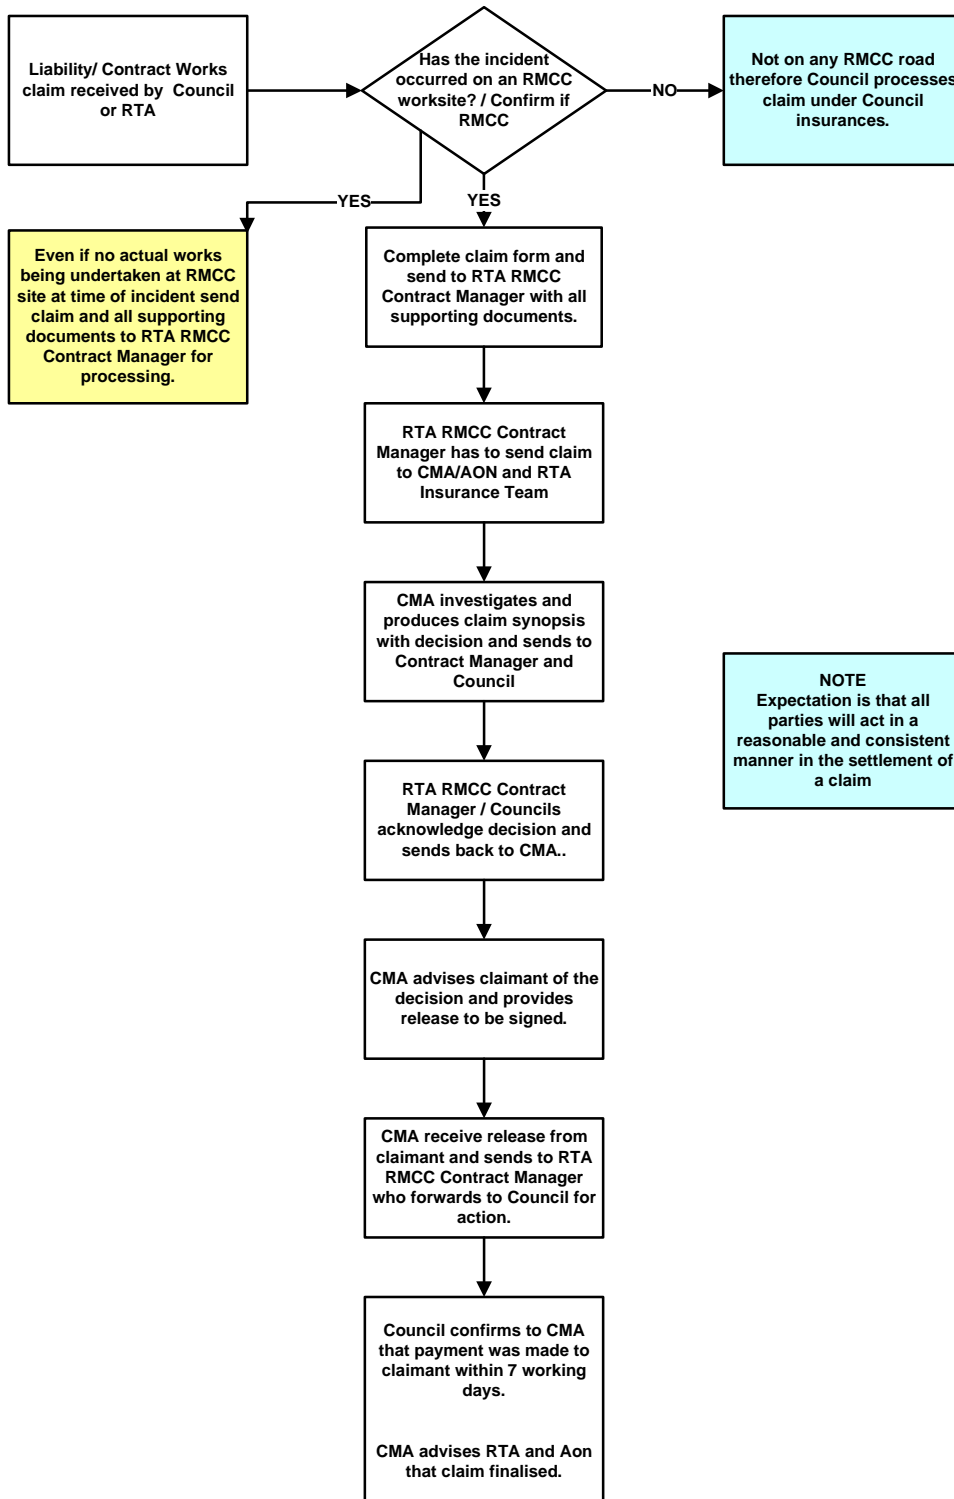 Liability/ Contract Works
claim received by Council
or RTA
Has the incident
occurred on an RMCC
worksite? / Confirm if
RMCC
NO
Not on any RMCC road
therefore Council processes
claim under Council
insurances.
YES
YES
Even if no actual works
being undertaken at RMCC
site at time of incident send
claim and all supporting
documents to RTA RMCC
Contract Manager for
processing.
Complete claim form and
send to RTA RMCC
Contract Manager with all
supporting documents.
RTA RMCC Contract
Manager has to send claim
to CMA/AON and RTA
Insurance Team
CMA investigates and
produces claim synopsis
with decision and sends to
Contract Manager and
Council
NOTE
Expectation is that all
parties will act in a
reasonable and consistent
manner in the settlement of
a claim
RTA RMCC Contract
Manager / Councils
acknowledge decision and
sends back to CMA..
CMA advises claimant of the
decision and provides
release to be signed.
CMA receive release from
claimant and sends to RTA
RMCC Contract Manager
who forwards to Council for
action.
Council confirms to CMA
that payment was made to
claimant within 7 working
days.
CMA advises RTA and Aon
that claim finalised.